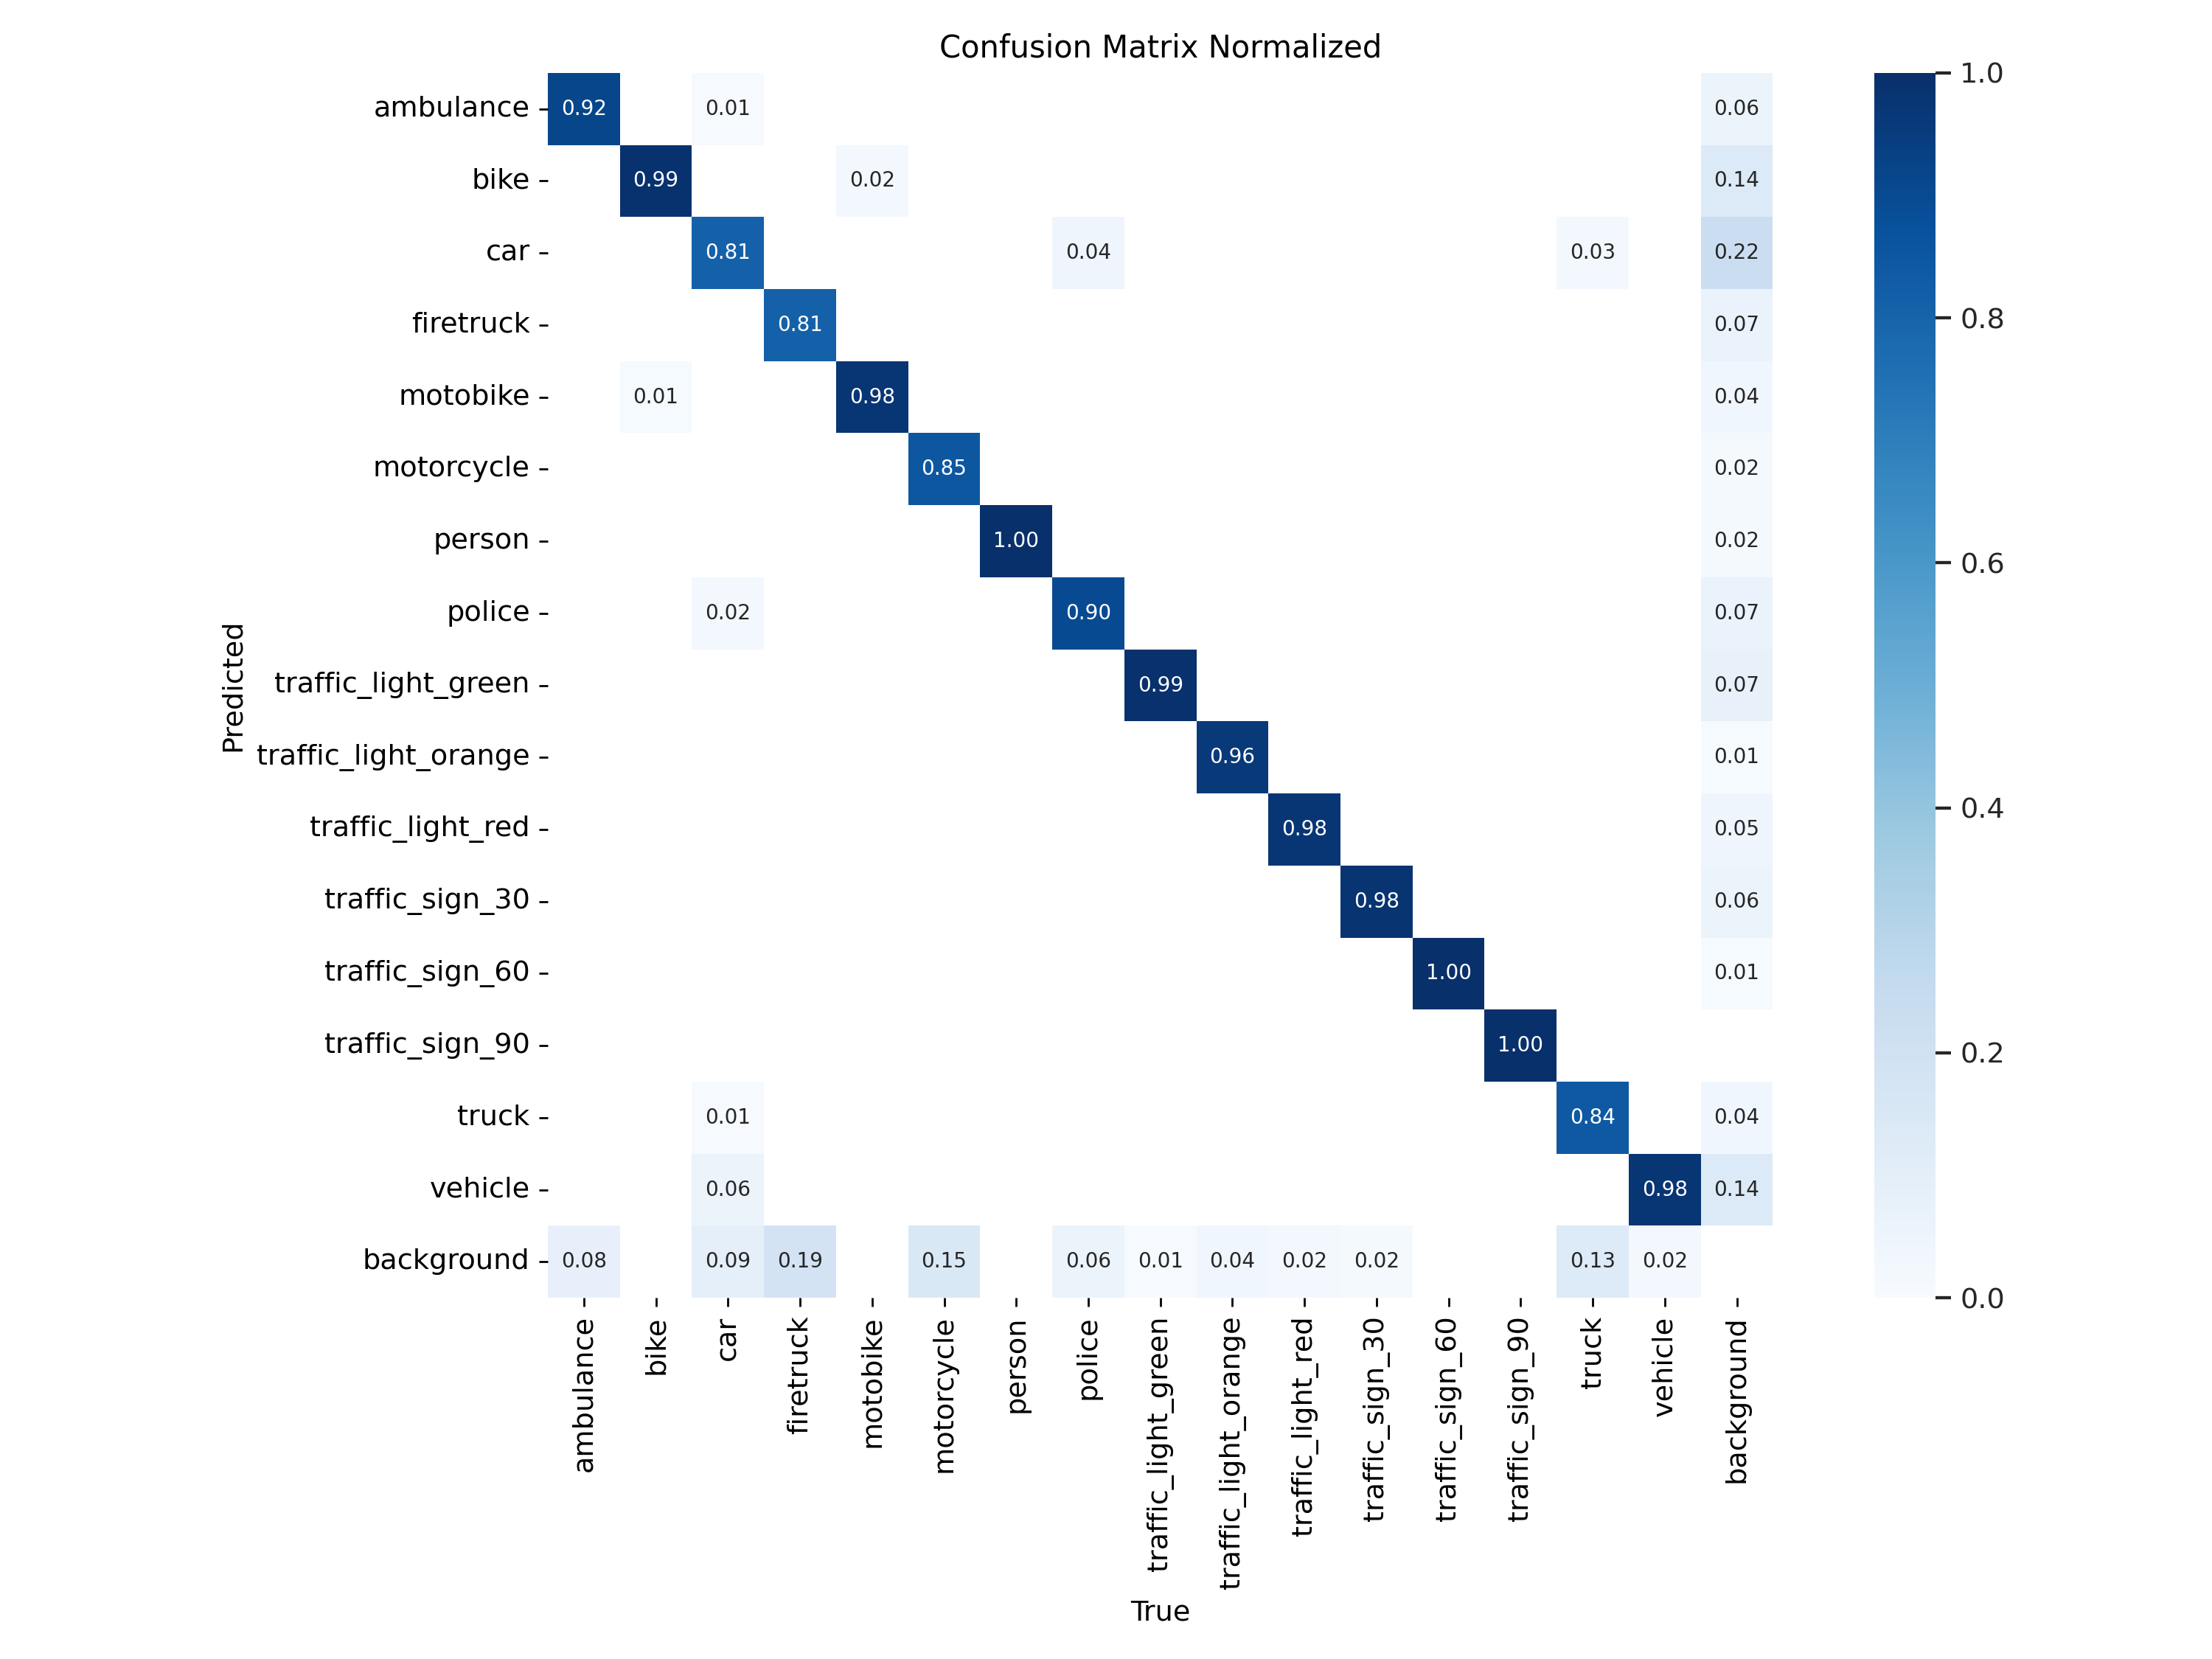 Confusion Matrix Normalized
ambulance 0.92 0.01 0.06
bike 0.99 0.02 0.14
car 0.81 0.04 0.03 0.22
firetruck 0.81 0.07
motobike 0.01 0.98 0.04
motorcycle 0.85 0.02
person 1.00 0.02
police 0.02 0.90 0.07
traffic_light_green 0.99 0.07
traffic_light_orange 0.96 0.01
traffic_light_red 0.98 0.05
traffic_sign_30 0.98 0.06
traffic_sign_60 1.00 0.01
traffic_sign_90 1.00
truck 0.01 0.84 0.04
vehicle 0.06 0.98 0.14
background 0.08 0.09 0.19 0.15 0.06 0.01 0.04 0.02 0.02 0.13 0.02
Predicted
ambulance
bike
car
firetruck
motobike
motorcycle
person
police
traffic_light_green
traffic_light_orange
traffic_light_red
traffic_sign_30
traffic_sign_60
traffic_sign_90
truck
vehicle
background
True
1.0
0.8
0.6
0.4
0.2
0.0